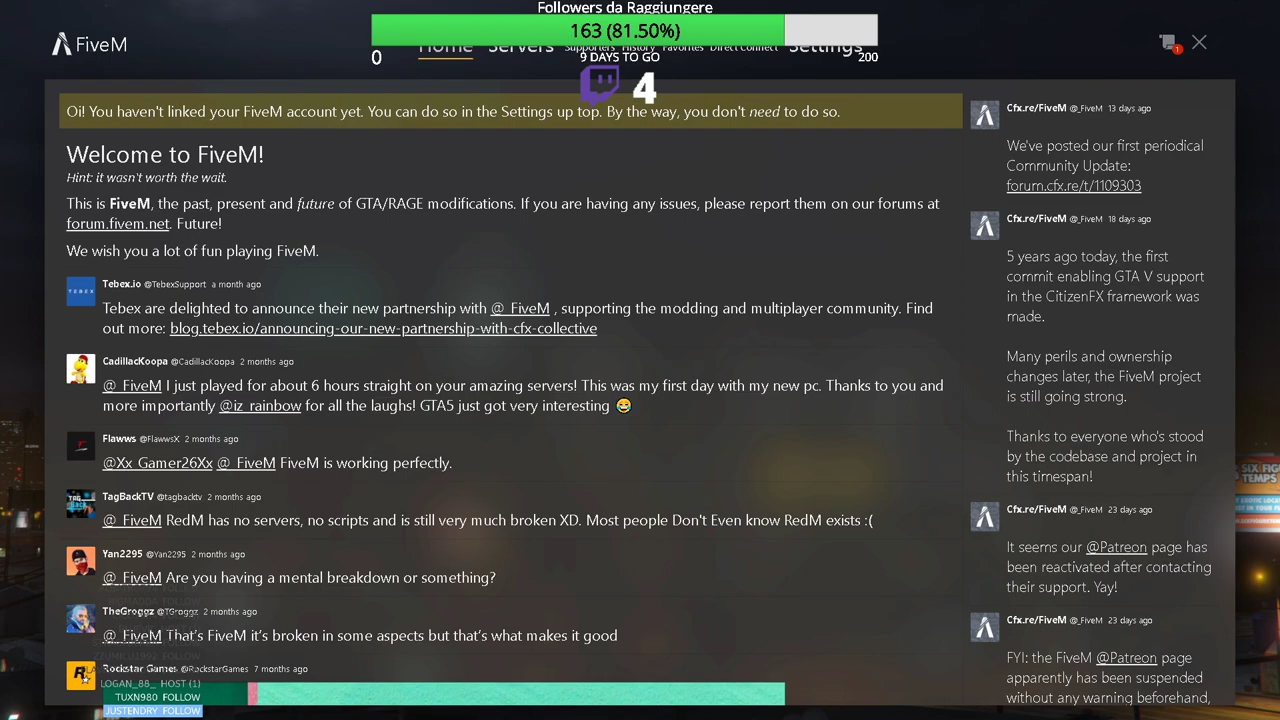 Followers da Raggiungere
163 (81.50%)
FiveM
Home Servers Supporters History Favorites Direct Connect Settings
0 9 DAYS TO GO 200
4
1
Oi! You haven't linked your FiveM account yet. You can do so in the Settings up top. By the way, you don't need to do so.
Welcome to FiveM!
Hint: it wasn't worth the wait.
This is FiveM, the past, present and future of GTA/RAGE modifications. If you are having any issues, please report them on our forums at
forum.fivem.net. Future!
We wish you a lot of fun playing FiveM.
TEBEX
Tebex.io @TebexSupport a month ago
Tebex are delighted to announce their new partnership with @_FiveM , supporting the modding and multiplayer community. Find
out more: blog.tebex.io/announcing-our-new-partnership-with-cfx-collective
CadillacKoopa @CadillacKoopa 2 months ago
@_FiveM I just played for about 6 hours straight on your amazing servers! This was my first day with my new pc. Thanks to you and
more importantly @iz_rainbow for all the laughs! GTA5 just got very interesting 😂
Flawws @FlawwsX 2 months ago
@Xx_Gamer26Xx @_FiveM FiveM is working perfectly.
TagBackTV @tagbacktv 2 months ago
@_FiveM RedM has no servers, no scripts and is still very much broken XD. Most people Don't Even know RedM exists :(
Yan2295 @Yan2295 2 months ago
@_FiveM Are you having a mental breakdown or something?
TheGroggz @TGroggz 2 months ago
@_FiveM That's FiveM it's broken in some aspects but that's what makes it good
Rockstar Games @RockstarGames 7 months ago
LOGAN_88_ HOST (1)
TUXN980 FOLLOW
JUSTENDRY FOLLOW
Cfx.re/FiveM @_FiveM 13 days ago
We've posted our first periodical
Community Update:
forum.cfx.re/t/1109303
Cfx.re/FiveM @_FiveM 18 days ago
5 years ago today, the first
commit enabling GTA V support
in the CitizenFX framework was
made.
Many perils and ownership
changes later, the FiveM project
is still going strong.
Thanks to everyone who's stood
by the codebase and project in
this timespan!
Cfx.re/FiveM @_FiveM 23 days ago
It seems our @Patreon page has
been reactivated after contacting
their support. Yay!
Cfx.re/FiveM @_FiveM 23 days ago
FYI: the FiveM @Patreon page
apparently has been suspended
without any warning beforehand,
SIX FIG
TEMPS